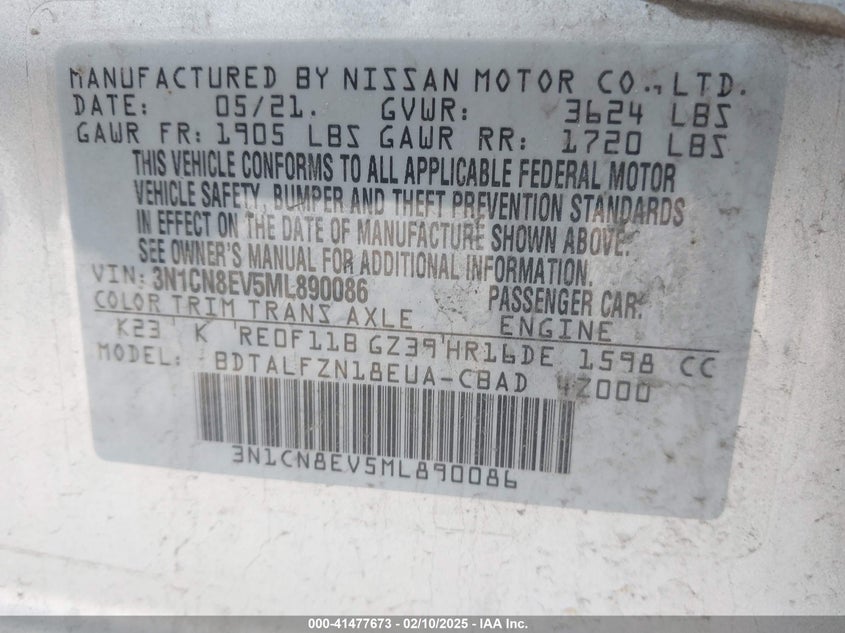 MANUFACTURED BY NISSAN MOTOR CO., LTD.
DATE: 05/21. GVWR: 3624 LBS
GAWR FR: 1905 LBS GAWR RR: 1720 LBS
THIS VEHICLE CONFORMS TO ALL APPLICABLE FEDERAL MOTOR
VEHICLE SAFETY, BUMPER AND THEFT PREVENTION STANDARDS
IN EFFECT ON THE DATE OF MANUFACTURE SHOWN ABOVE.
SEE OWNER'S MANUAL FOR ADDITIONAL INFORMATION.
VIN: 3N1CN8EV5ML890086 PASSENGER CAR.
COLOR TRIM TRANS AXLE ENGINE
K23 K RE0F11B GZ39 HR16DE 1598 CC
MODEL: BDTALFZN18EUA-CBAD YZ000
3N1CN8EV5ML890086
000-41477673 — 02/10/2025 — IAA Inc.